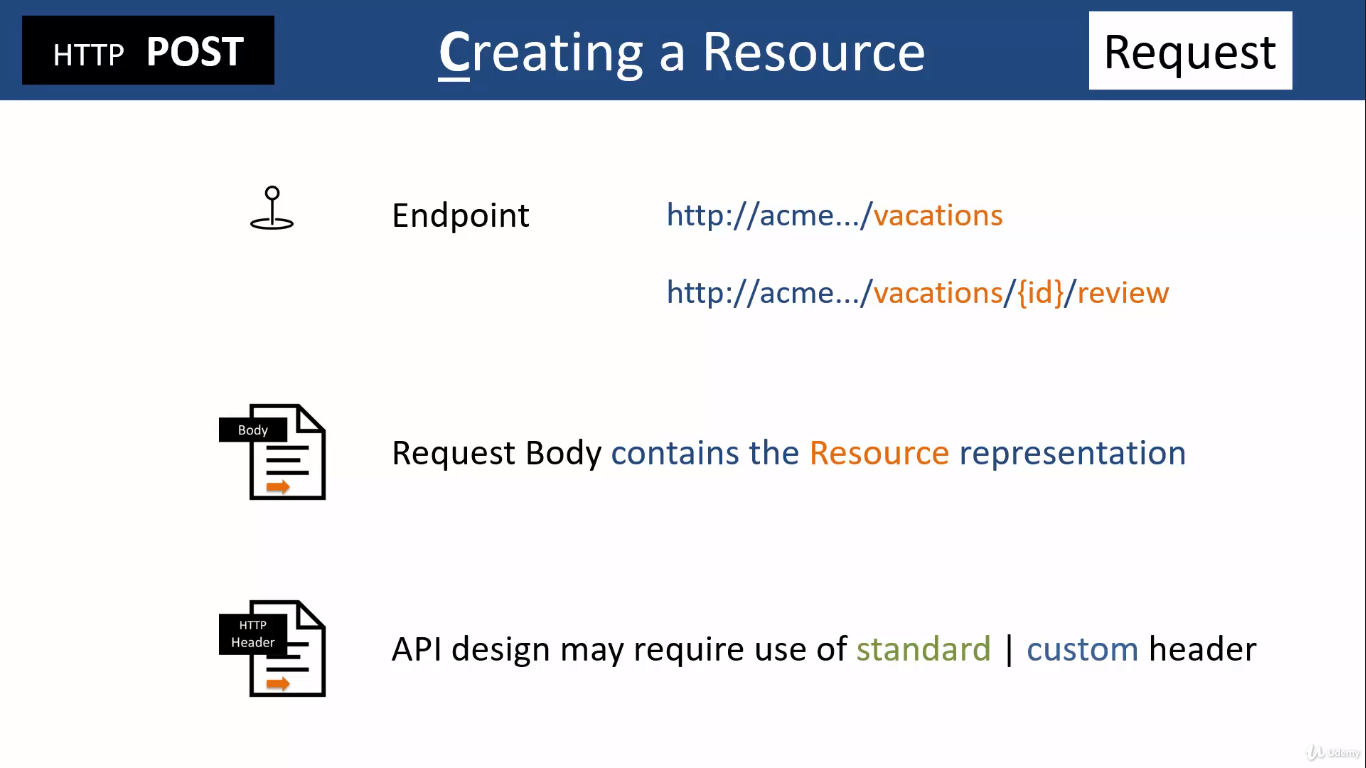 HTTP POST
Creating a Resource
Request
Endpoint
http://acme.../vacations
http://acme.../vacations/{id}/review
Body
Request Body contains the Resource representation
HTTP
Header
API design may require use of standard | custom header
Udemy